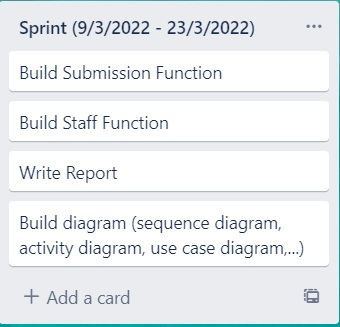 Sprint (9/3/2022 - 23/3/2022)
Build Submission Function
Build Staff Function
Write Report
Build diagram (sequence diagram,
activity diagram, use case diagram,...)
+ Add a card